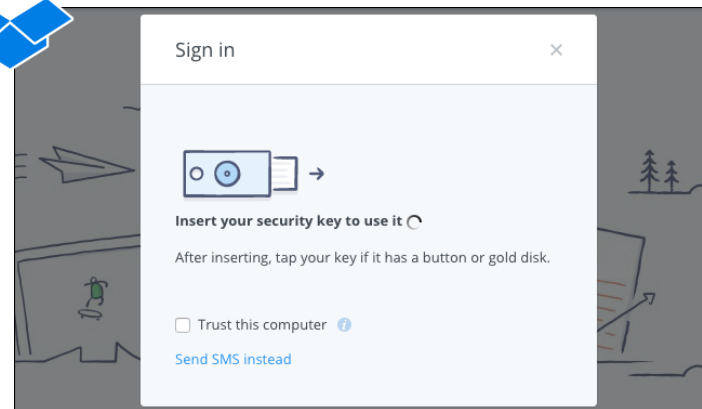 Sign in
Insert your security key to use it
After inserting, tap your key if it has a button or gold disk.
Trust this computer
Send SMS instead